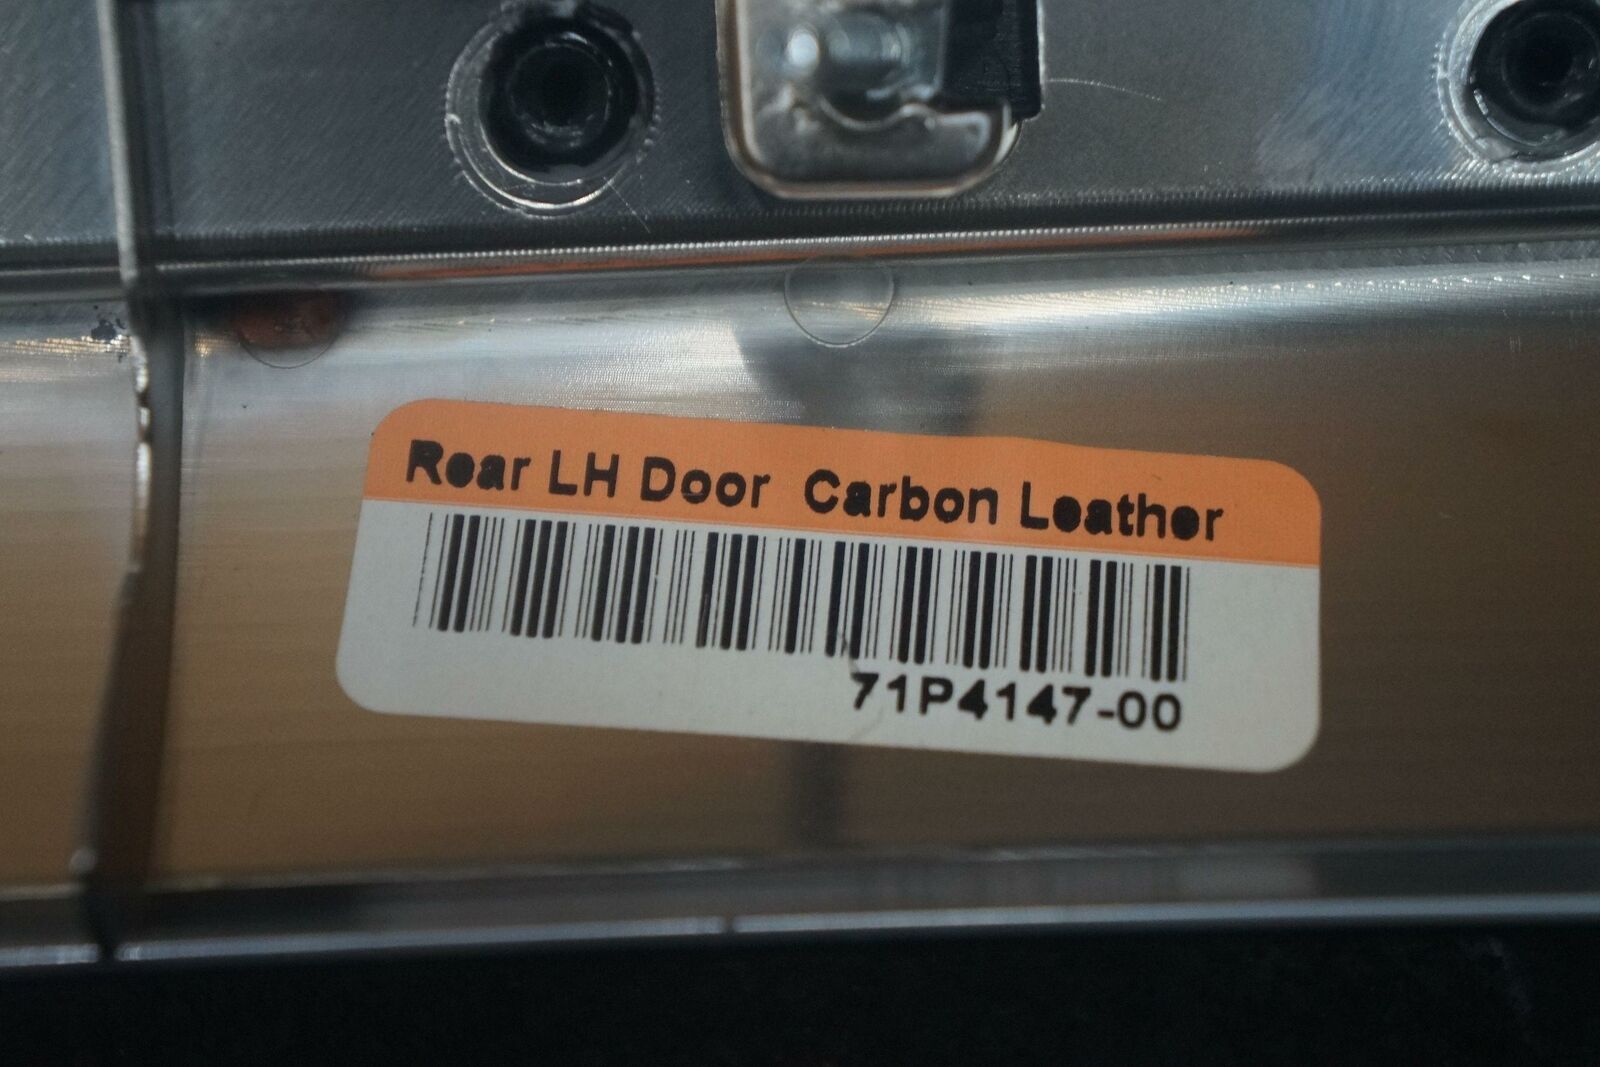 Rear LH Door Carbon Leather
71P4147-00